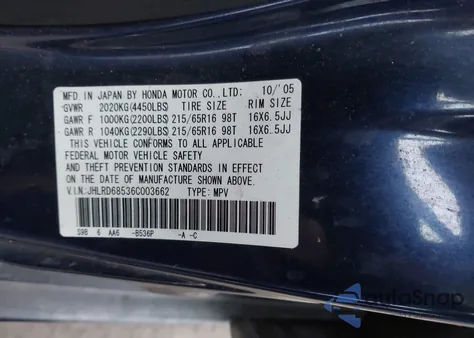 MFD. IN JAPAN BY HONDA MOTOR CO.,LTD: 10/'05
GVWR 2020KG(4450LBS) TIRE SIZE RIM SIZE
GAWR F 1000KG(2200LBS) 215/65R16 98T 16X6.5JJ
GAWR R 1040KG(2290LBS) 215/65R16 98T 16X6.5JJ
THIS VEHICLE CONFORMS TO ALL APPLICABLE
FEDERAL MOTOR VEHICLE SAFETY
AND THEFT PREVENTION STANDARDS IN EFFECT
ON THE DATE OF MANUFACTURE SHOWN ABOVE.
V.I.N:JHLRD68536C003662 TYPE: MPV
S9B 6 AA6 -B536P -A -C
AutoSnap